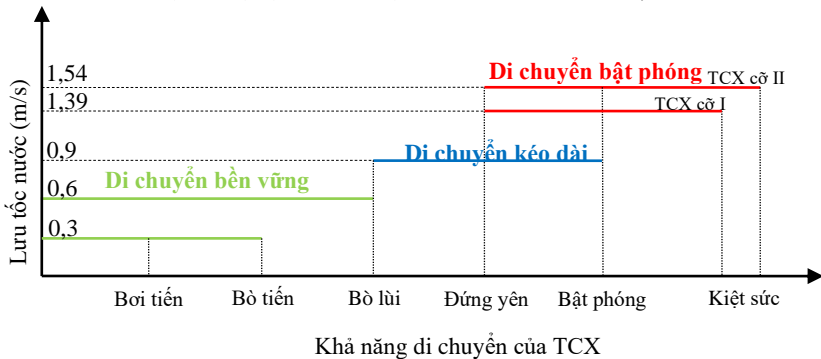 1,54
Di chuyển bật phóng
TCX cỡ II
1,39
TCX cỡ I
0,9
Di chuyển kéo dài
Di chuyển bền vững
0,6
0,3
Lưu tốc nước (m/s)
Bơi tiến
Bò tiến
Bò lùi
Đứng yên
Bật phóng
Kiệt sức
Khả năng di chuyển của TCX